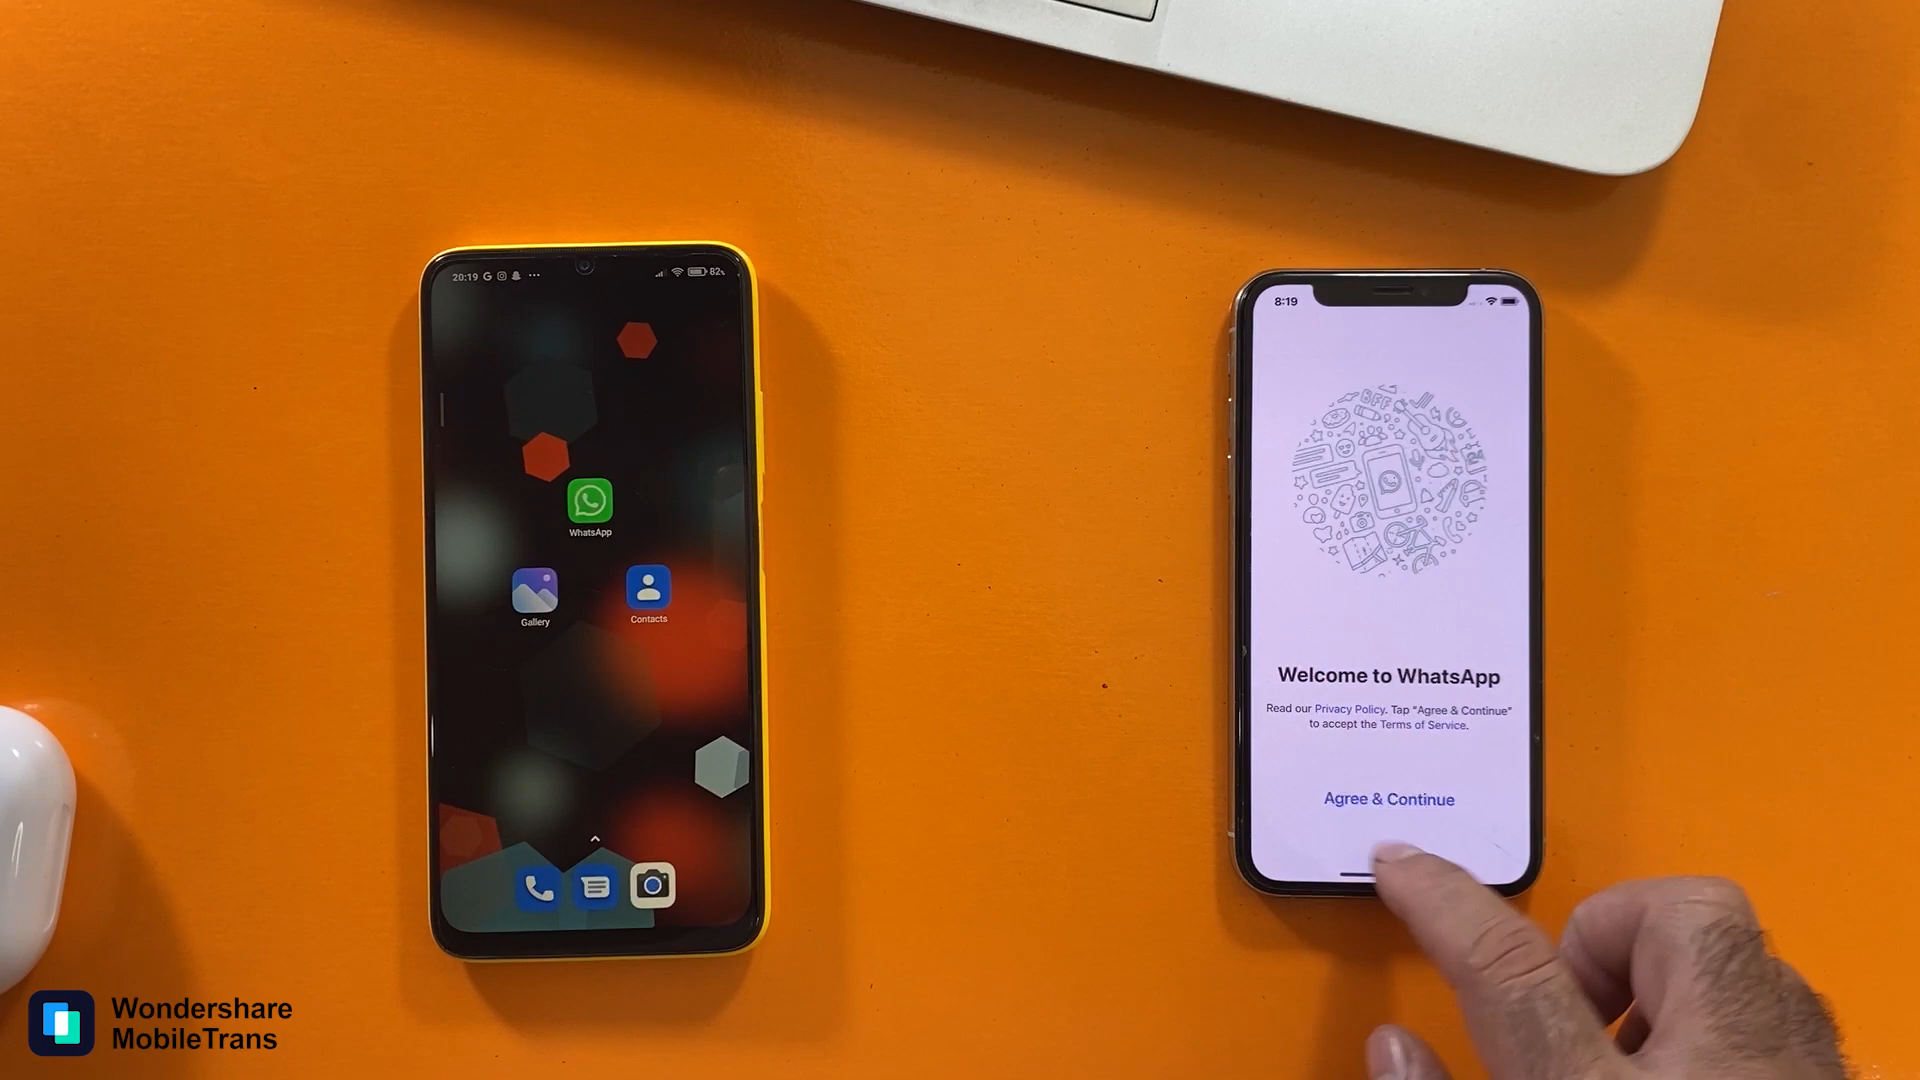 20:19
82%
WhatsApp
Gallery
Contacts
8:19
BFF
Welcome to WhatsApp
Read our Privacy Policy. Tap “Agree & Continue”
to accept the Terms of Service.
Agree & Continue
Wondershare
MobileTrans